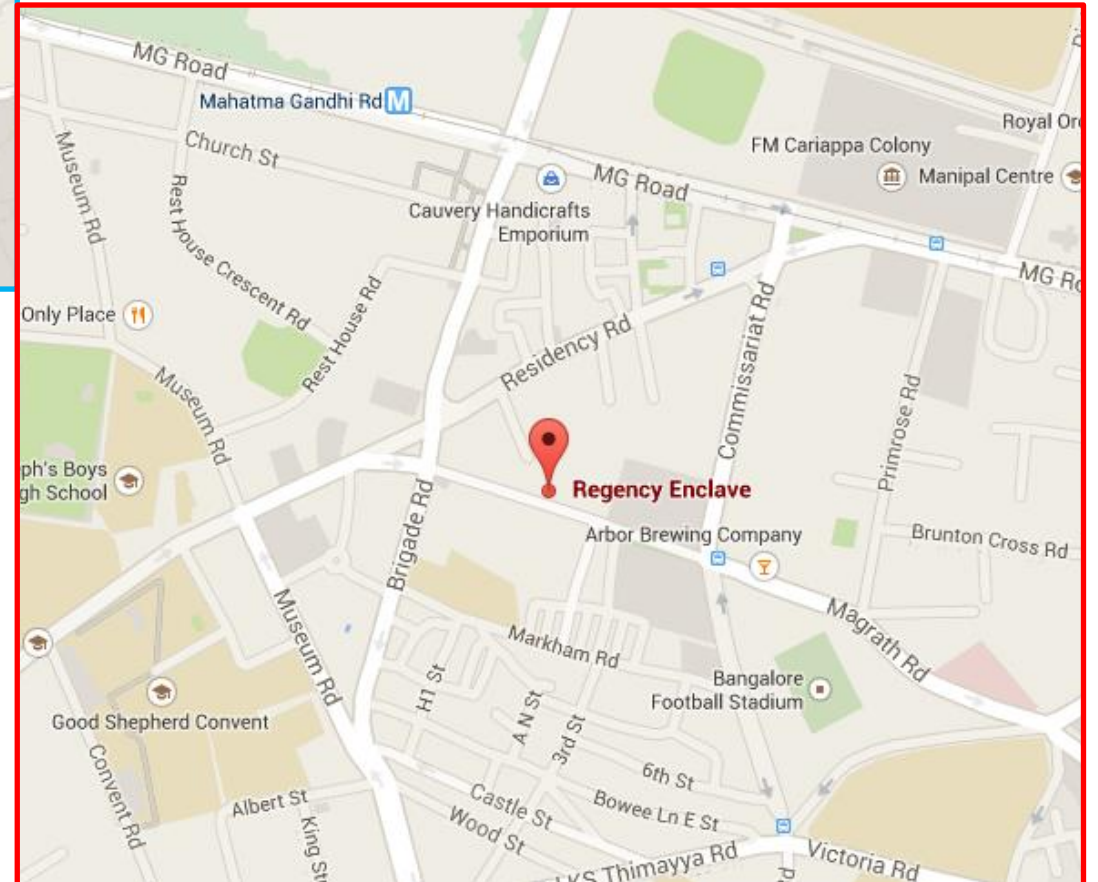 MG Road
Mahatma Gandhi Rd M
Church St
Museum Rd
Rest House Crescent Rd
Cauvery Handicrafts
Emporium
MG Road
FM Cariappa Colony
Royal
Manipal Centre
MG
Only Place
Rest House Rd
Residency Rd
Commissariat Rd
Primrose Rd
Museum Rd
Boys
School
Regency Enclave
Brigade Rd
Arbor Brewing Company
Brunton Cross Rd
Magrath Rd
Markham Rd
Museum Rd
H1 St
A N St
3rd St
Bangalore
Football Stadium
Good Shepherd Convent
Convent Rd
Albert St
King
6th St
Castle St
Bowee Ln E St
Wood St
KS Thimayya Rd
Victoria Rd